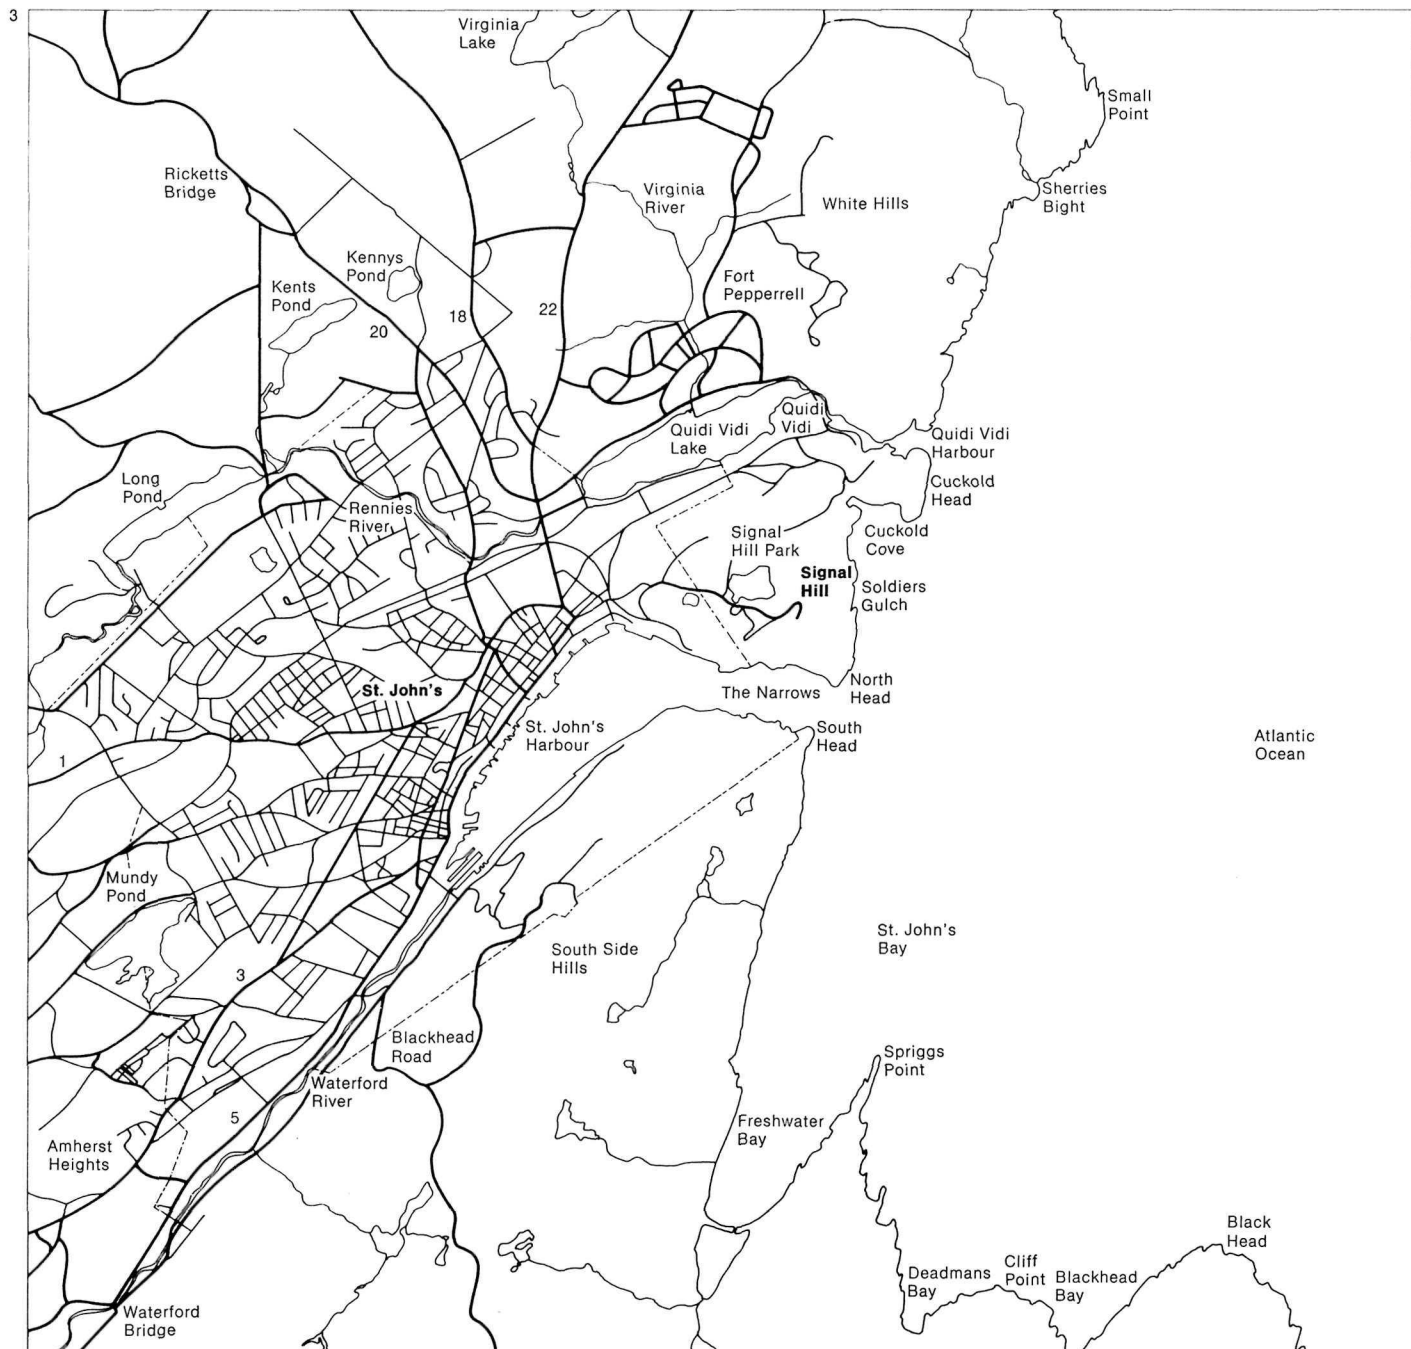 3
Virginia
Lake
Small
Point
Ricketts
Bridge
Virginia
River
White Hills
Sherries
Bight
Kennys
Pond
Kents
Pond
Fort
Pepperrell
20
18
22
Quidi
Vidi
Quidi Vidi
Lake
Quidi Vidi
Harbour
Long
Pond
Cuckold
Head
Rennies
River
Signal
Hill Park
Cuckold
Cove
Signal
Hill
Soldiers
Gulch
St. John's
The Narrows
North
Head
St. John's
Harbour
South
Head
Atlantic
Ocean
1
Mundy
Pond
St. John's
Bay
South Side
Hills
3
Blackhead
Road
Spriggs
Point
Waterford
River
5
Freshwater
Bay
Amherst
Heights
Black
Head
Cliff
Point
Deadmans
Bay
Blackhead
Bay
Waterford
Bridge